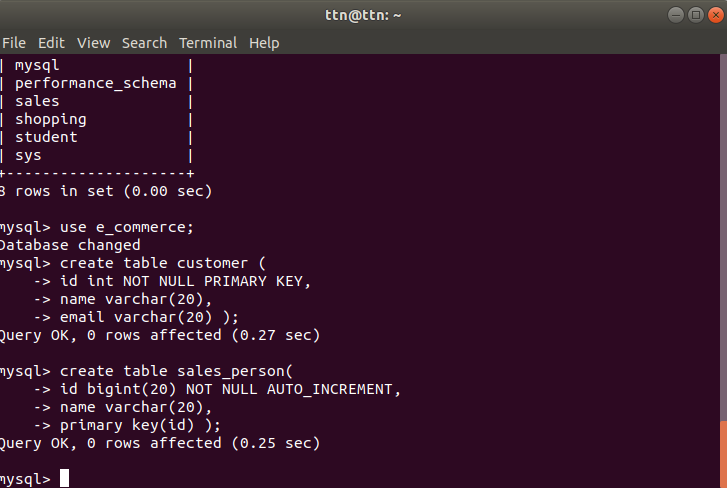 ttn@ttn: ~
File Edit View Search Terminal Help
| mysql |
| performance_schema |
| sales |
| shopping |
| student |
| sys |
+--------------------+
8 rows in set (0.00 sec)
mysql> use e_commerce;
Database changed
mysql> create table customer (
-> id int NOT NULL PRIMARY KEY,
-> name varchar(20),
-> email varchar(20) );
Query OK, 0 rows affected (0.27 sec)
mysql> create table sales_person(
-> id bigint(20) NOT NULL AUTO_INCREMENT,
-> name varchar(20),
-> primary key(id) );
Query OK, 0 rows affected (0.25 sec)
mysql>